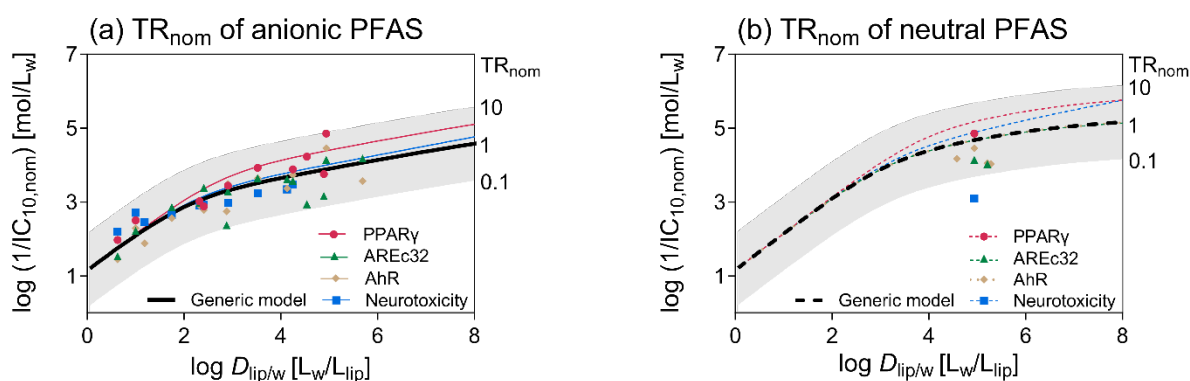 (a) TRnom of anionic PFAS
log (1/IC10,nom) [mol/Lw]
7
5
3
1
0
2
4
6
8
log Dlip/w [Lw/Llip]
TRnom
10
1
0.1
PPARγ
AREc32
AhR
Generic model
Neurotoxicity
(b) TRnom of neutral PFAS
log (1/IC10,nom) [mol/Lw]
7
5
3
1
0
2
4
6
8
log Dlip/w [Lw/Llip]
TRnom
10
1
0.1
PPARγ
AREc32
AhR
Generic model
Neurotoxicity